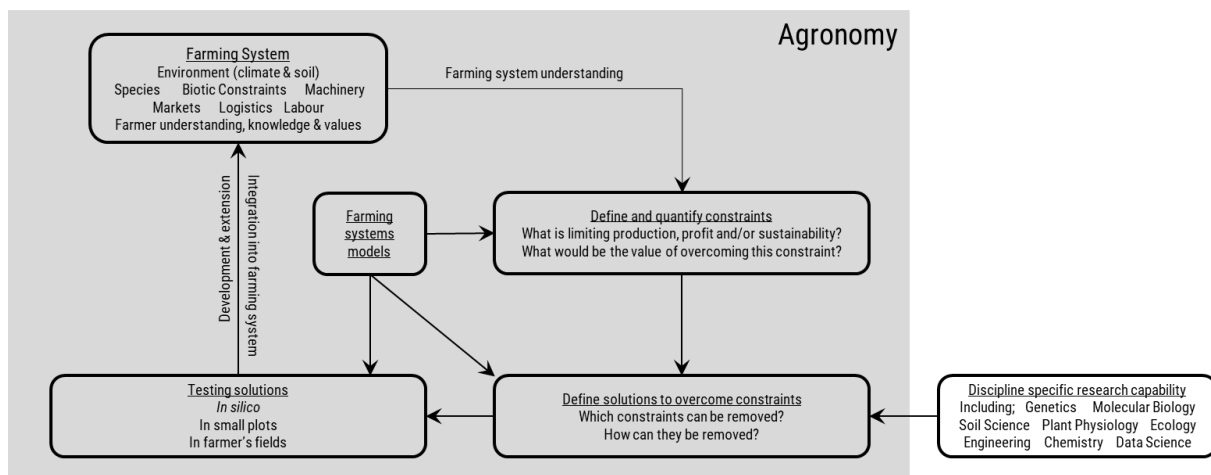 Agronomy
Farming System
Environment (climate & soil)
Species Biotic Constraints Machinery
Markets Logistics Labour
Farmer understanding, knowledge & values
Farming system understanding
Development & extension
Integration into farming system
Farming
systems
models
Define and quantify constraints
What is limiting production, profit and/or sustainability?
What would be the value of overcoming this constraint?
Testing solutions
In silico
In small plots
In farmer's fields
Define solutions to overcome constraints
Which constraints can be removed?
How can they be removed?
Discipline specific research capability
Including; Genetics Molecular Biology
Soil Science Plant Physiology Ecology
Engineering Chemistry Data Science